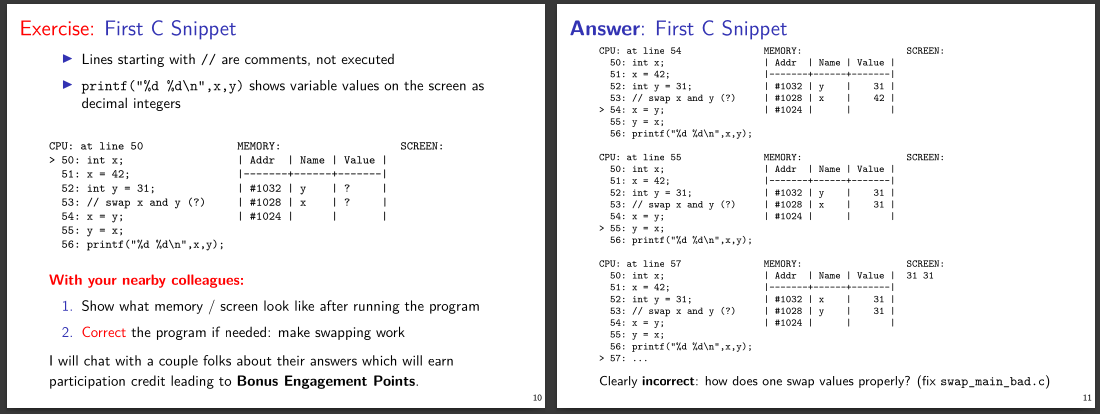 Exercise: First C Snippet
▶ Lines starting with // are comments, not executed
▶ printf("%d %d\n",x,y) shows variable values on the screen as
decimal integers
CPU: at line 50 MEMORY: SCREEN:
> 50: int x; | Addr | Name | Value |
51: x = 42; |-------+------+-------|
52: int y = 31; | #1032 | y | ? |
53: // swap x and y (?) | #1028 | x | ? |
54: x = y; | #1024 | | |
55: y = x;
56: printf("%d %d\n",x,y);
With your nearby colleagues:
1. Show what memory / screen look like after running the program
2. Correct the program if needed: make swapping work
I will chat with a couple folks about their answers which will earn
participation credit leading to Bonus Engagement Points.
10
Answer: First C Snippet
CPU: at line 54 MEMORY: SCREEN:
50: int x; | Addr | Name | Value |
51: x = 42; |-------+------+-------|
52: int y = 31; | #1032 | y | 31 |
53: // swap x and y (?) | #1028 | x | 42 |
> 54: x = y; | #1024 | | |
55: y = x;
56: printf("%d %d\n",x,y);
CPU: at line 55 MEMORY: SCREEN:
50: int x; | Addr | Name | Value |
51: x = 42; |-------+------+-------|
52: int y = 31; | #1032 | y | 31 |
53: // swap x and y (?) | #1028 | x | 31 |
54: x = y; | #1024 | | |
> 55: y = x;
56: printf("%d %d\n",x,y);
CPU: at line 57 MEMORY: SCREEN:
50: int x; | Addr | Name | Value | 31 31
51: x = 42; |-------+------+-------|
52: int y = 31; | #1032 | x | 31 |
53: // swap x and y (?) | #1028 | y | 31 |
54: x = y; | #1024 | | |
55: y = x;
56: printf("%d %d\n",x,y);
> 57: ...
Clearly incorrect: how does one swap values properly? (fix swap_main_bad.c)
11